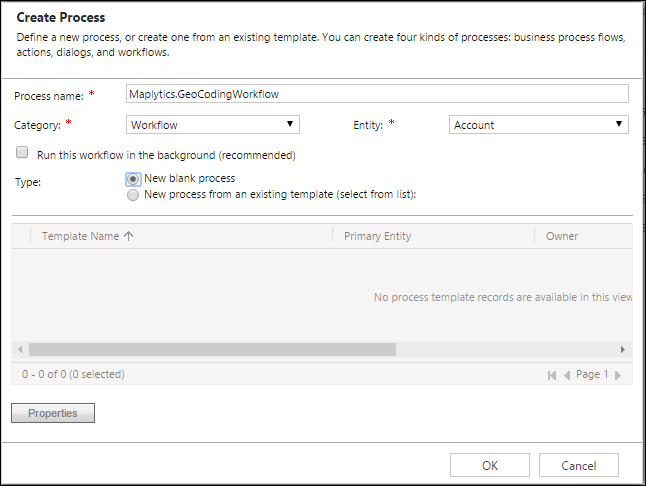 Create Process
Define a new process, or create one from an existing template. You can create four kinds of processes: business process flows,
actions, dialogs, and workflows.
Process name: * Maplytics.GeoCodingWorkflow
Category: * Workflow Entity: * Account
Run this workflow in the background (recommended)
Type: New blank process
New process from an existing template (select from list):
Template Name Primary Entity Owner
No process template records are available in this view
0 - 0 of 0 (0 selected) Page 1
Properties
OK Cancel